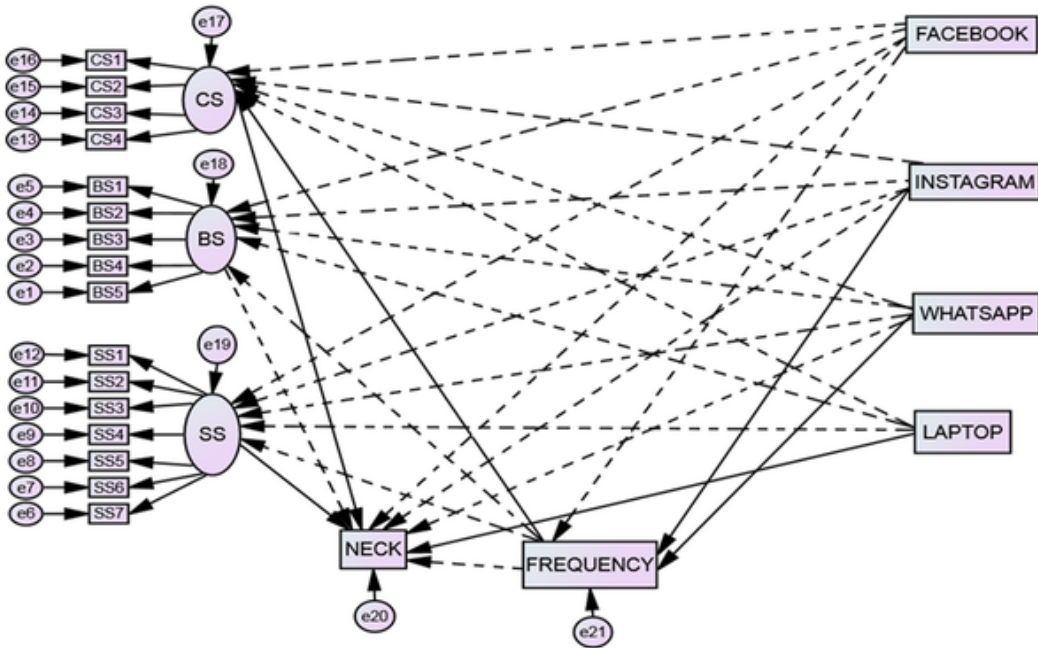 e17
FACEBOOK
e16 CS1
e15 CS2
CS
e14 CS3
e13 CS4
e18
INSTAGRAM
e5 BS1
e4 BS2
e3 BS3
BS
e2 BS4
e1 BS5
WHATSAPP
e19
e12 SS1
e11 SS2
e10 SS3
e9 SS4
SS
LAPTOP
e8 SS5
e7 SS6
e6 SS7
NECK
FREQUENCY
e20
e21